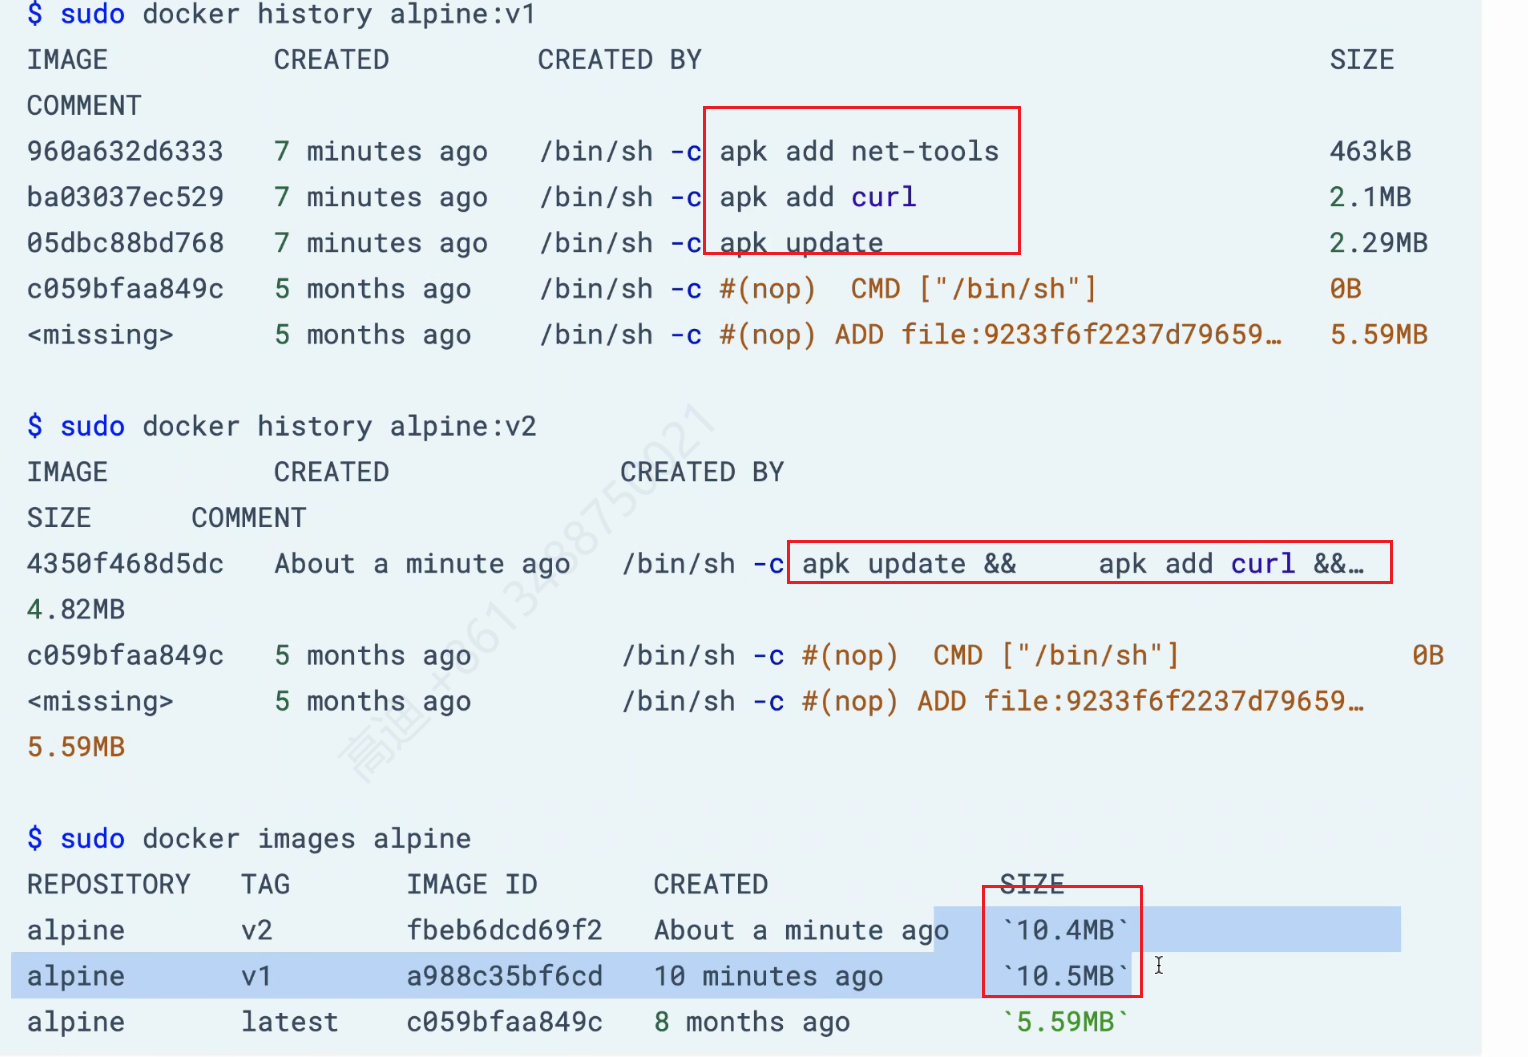 $ sudo docker history alpine:v1
IMAGE CREATED CREATED BY SIZE
COMMENT
960a632d6333 7 minutes ago /bin/sh -c apk add net-tools 463kB
ba03037ec529 7 minutes ago /bin/sh -c apk add curl 2.1MB
05dbc88bd768 7 minutes ago /bin/sh -c apk update 2.29MB
c059bfaa849c 5 months ago /bin/sh -c #(nop) CMD ["/bin/sh"] 0B
<missing> 5 months ago /bin/sh -c #(nop) ADD file:9233f6f2237d79659… 5.59MB
$ sudo docker history alpine:v2
IMAGE CREATED CREATED BY
SIZE COMMENT
4350f468d5dc About a minute ago /bin/sh -c apk update && apk add curl &&…
4.82MB
c059bfaa849c 5 months ago /bin/sh -c #(nop) CMD ["/bin/sh"] 0B
<missing> 5 months ago /bin/sh -c #(nop) ADD file:9233f6f2237d79659…
5.59MB
$ sudo docker images alpine
REPOSITORY TAG IMAGE ID CREATED SIZE
alpine v2 fbeb6dcd69f2 About a minute ago `10.4MB`
alpine v1 a988c35bf6cd 10 minutes ago `10.5MB`
alpine latest c059bfaa849c 8 months ago `5.59MB`
高迪